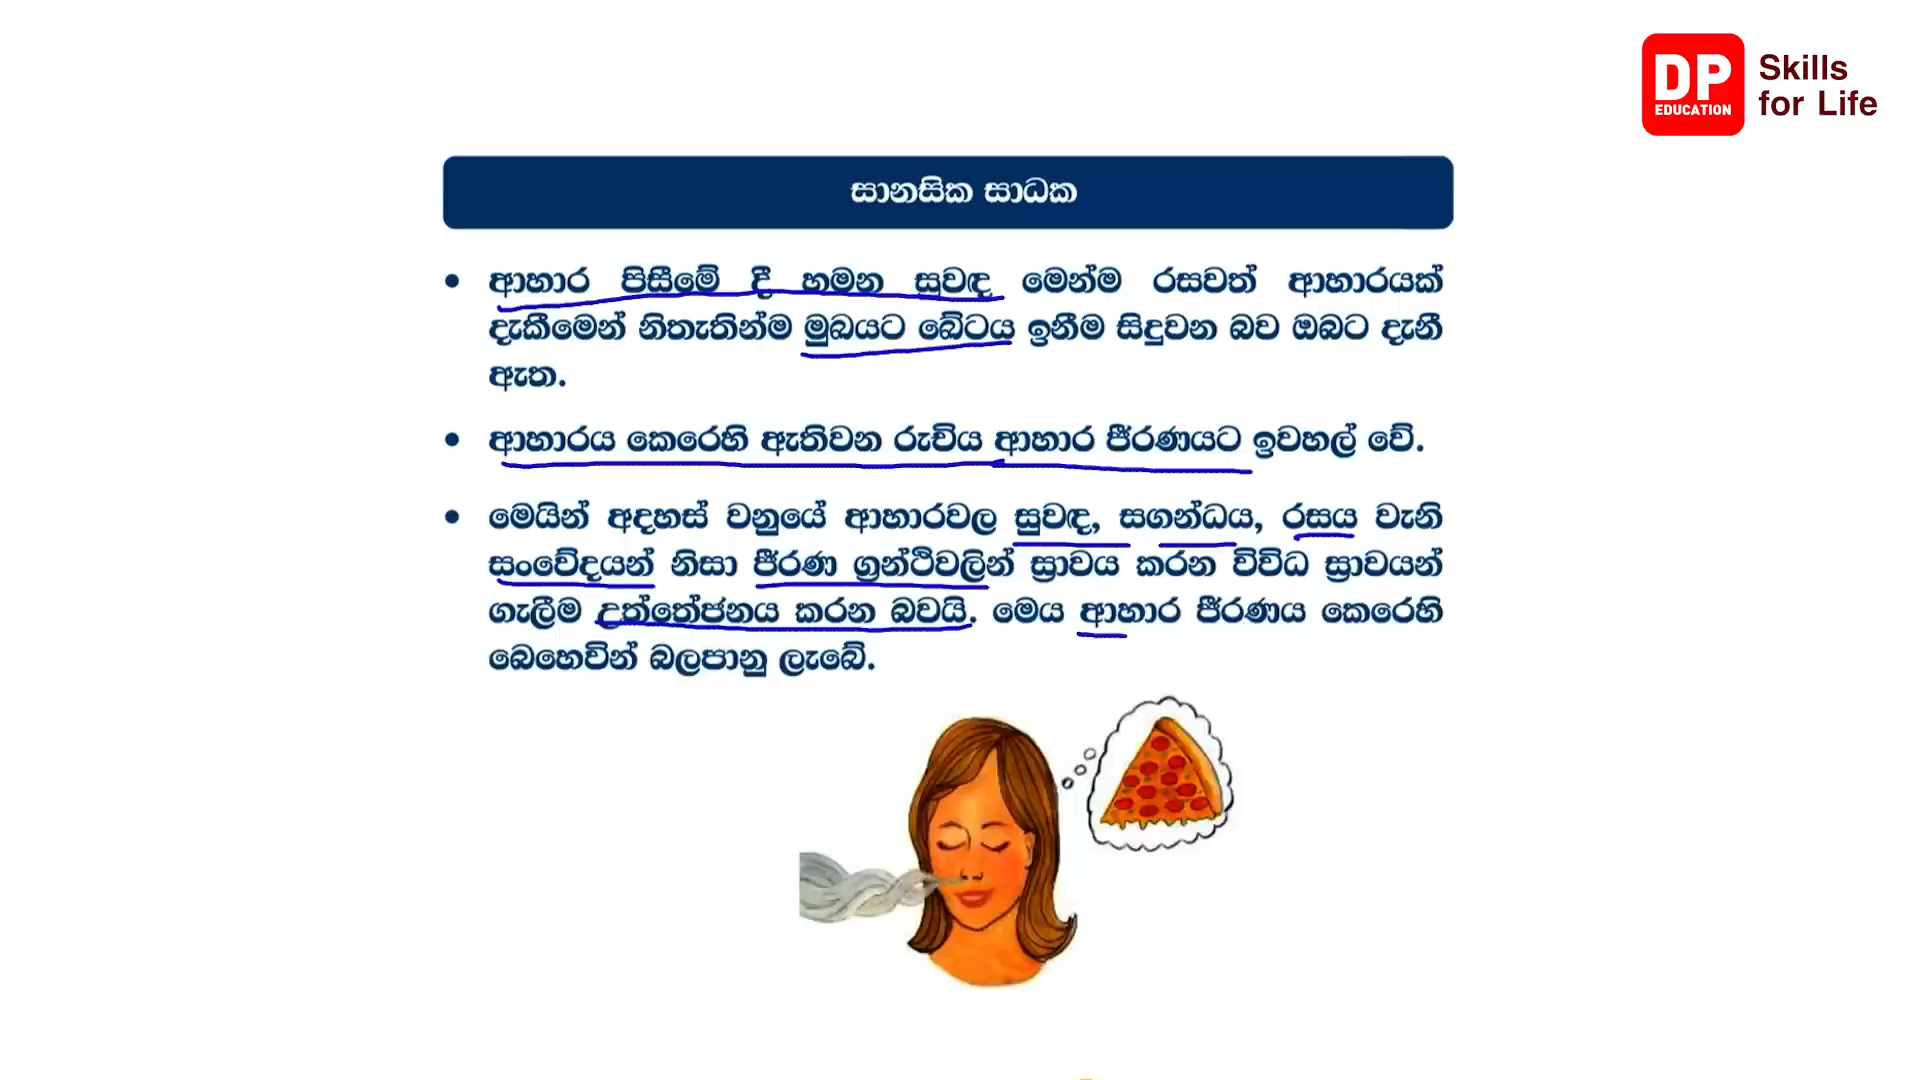 DP
EDUCATION
Skills
for Life
සානසික සාධක
• ආහාර පිසීමේ දී හමන සුවඳ මෙන්ම රසවත් ආහාරයක්
දැකීමෙන් නිතැතින්ම මුඛයට ඛේටය ඉනීම සිදුවන බව ඔබට දැනී
ඇත.
• ආහාරය කෙරෙහි ඇතිවන රුචිය ආහාර ජීරණයට ඉවහල් වේ.
• මෙයින් අදහස් වනුයේ ආහාරවල සුවඳ, සගන්ධය, රසය වැනි
සංවේදයන් නිසා ජීරණ ග්‍රන්ථිවලින් ස්‍රාවය කරන විවිධ ස්‍රාවයන්
ගැලීම උත්තේජනය කරන බවයි. මෙය ආහාර ජීරණය කෙරෙහි
බෙහෙවින් බලපානු ලැබේ.